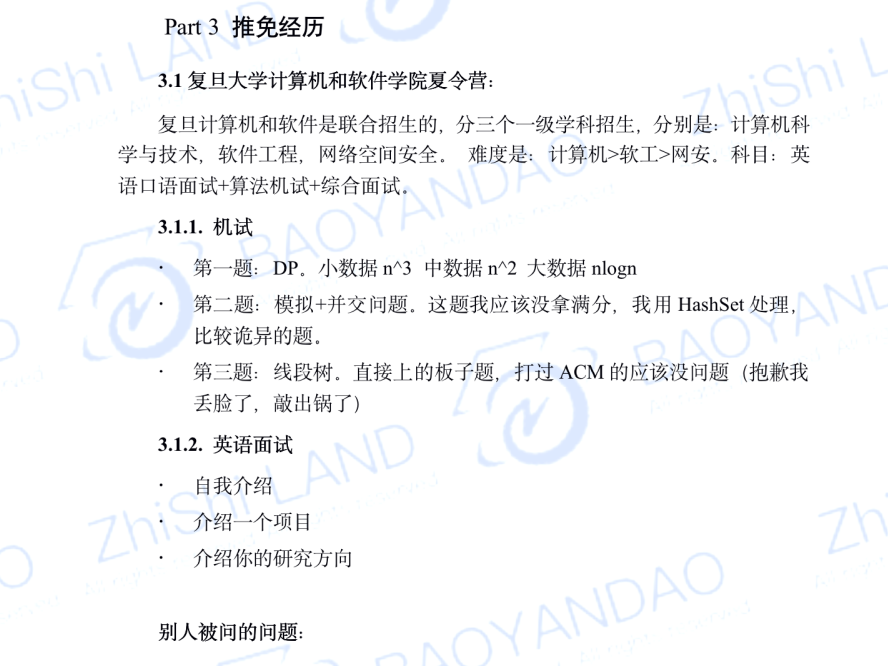 Part 3 推免经历
3.1 复旦大学计算机和软件学院夏令营：
复旦计算机和软件是联合招生的，分三个一级学科招生，分别是：计算机科
学与技术，软件工程，网络空间安全。 难度是：计算机>软工>网安。科目：英
语口语面试+算法机试+综合面试。
3.1.1. 机试
· 第一题：DP。小数据 n^3 中数据 n^2 大数据 nlogn
· 第二题：模拟+并交问题。这题我应该没拿满分，我用 HashSet 处理，
比较诡异的题。
· 第三题：线段树。直接上的板子题，打过 ACM 的应该没问题（抱歉我
丢脸了，敲出锅了）
3.1.2. 英语面试
· 自我介绍
· 介绍一个项目
· 介绍你的研究方向
别人被问的问题：
ZhiShi LAND
BAOYANDAO